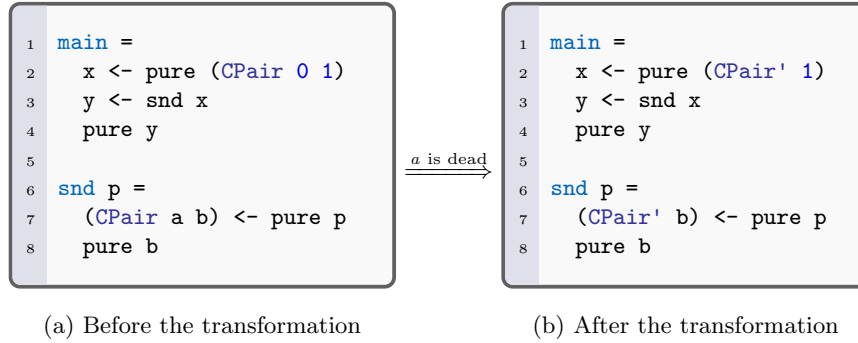 1 main =
2 x <- pure (CPair 0 1)
3 y <- snd x
4 pure y
5
6 snd p =
7 (CPair a b) <- pure p
8 pure b
(a) Before the transformation
a is dead
1 main =
2 x <- pure (CPair' 1)
3 y <- snd x
4 pure y
5
6 snd p =
7 (CPair' b) <- pure p
8 pure b
(b) After the transformation